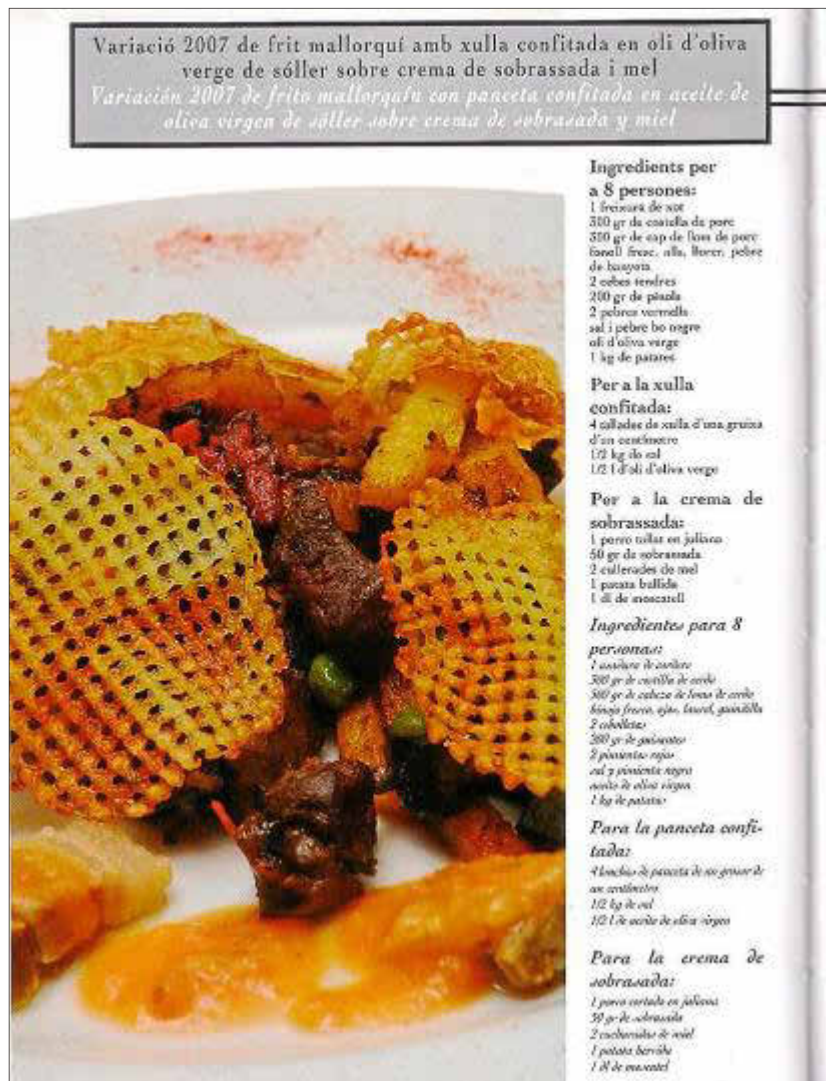 Variació 2007 de frit mallorquí amb xulla confitada en oli d'oliva
verge de sóller sobre crema de sobrassada i mel
Variación 2007 de frito mallorquín con panceta confitada en aceite de
oliva virgen de sóller sobre crema de sobrasada y miel
Ingredients per
a 8 persones:
1 freixura de xot
300 gr de costella de porc
300 gr de cap de llom de porc
fonoll fresc, alls, llorer, pebre
de banyeta
2 cebes tendres
200 gr de pèsols
2 pebres vermells
sal i pebre bo negre
oli d'oliva verge
1 kg de patates
Per a la xulla
confitada:
4 tallades de xulla d'una gruixa
d'un centímetre
1/2 kg de sal
1/2 l d'oli d'oliva verge
Per a la crema de
sobrassada:
1 porro tallat en juliana
50 gr de sobrassada
2 cullerades de mel
1 patata bullida
1 dl de moscatell
Ingredientes para 8
personas:
1 asadura de cordero
300 gr de costilla de cerdo
300 gr de cabeza de lomo de cerdo
hinojo fresco, ajos, laurel, guindilla
2 cebolletas
200 gr de guisantes
2 pimientos rojos
sal y pimienta negra
aceite de oliva virgen
1 kg de patatas
Para la panceta confi-
tada:
4 lonchas de panceta de un grosor de
un centímetro
1/2 kg de sal
1/2 l de aceite de oliva virgen
Para la crema de
sobrasada:
1 porro cortado en juliana
50 gr de sobrasada
2 cucharadas de miel
1 patata hervida
1 dl de moscatel